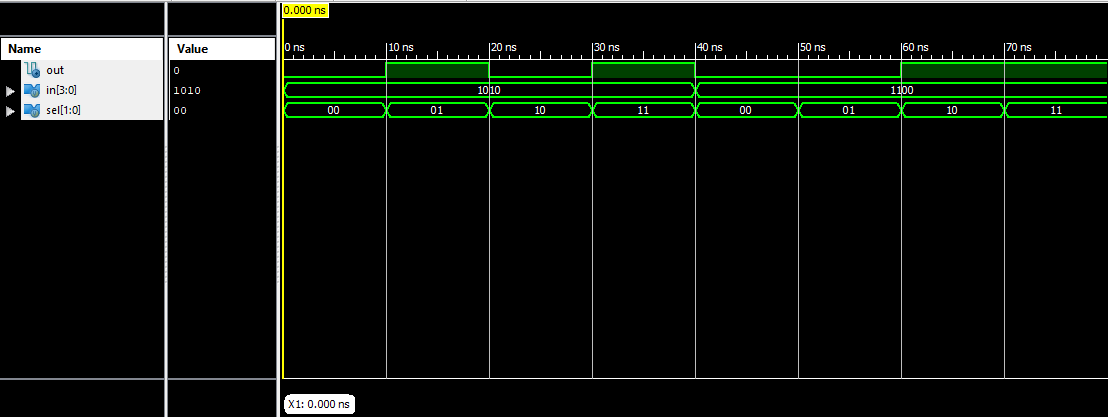 0.000 ns
Name Value 0 ns 10 ns 20 ns 30 ns 40 ns 50 ns 60 ns 70 ns
out 0
in[3:0] 1010 1010 1100
sel[1:0] 00 00 01 10 11 00 01 10 11
X1: 0.000 ns